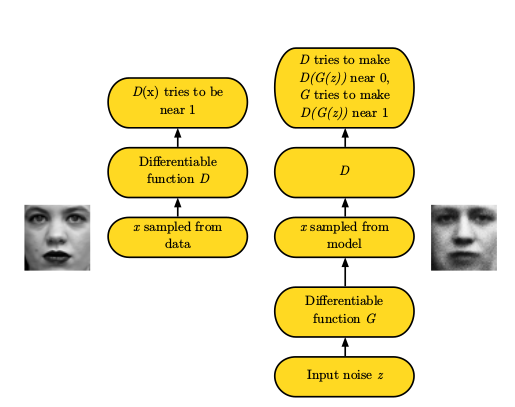 D(x) tries to be
near 1
Differentiable
function D
x sampled from
data
D tries to make
D(G(z)) near 0,
G tries to make
D(G(z)) near 1
D
x sampled from
model
Differentiable
function G
Input noise z